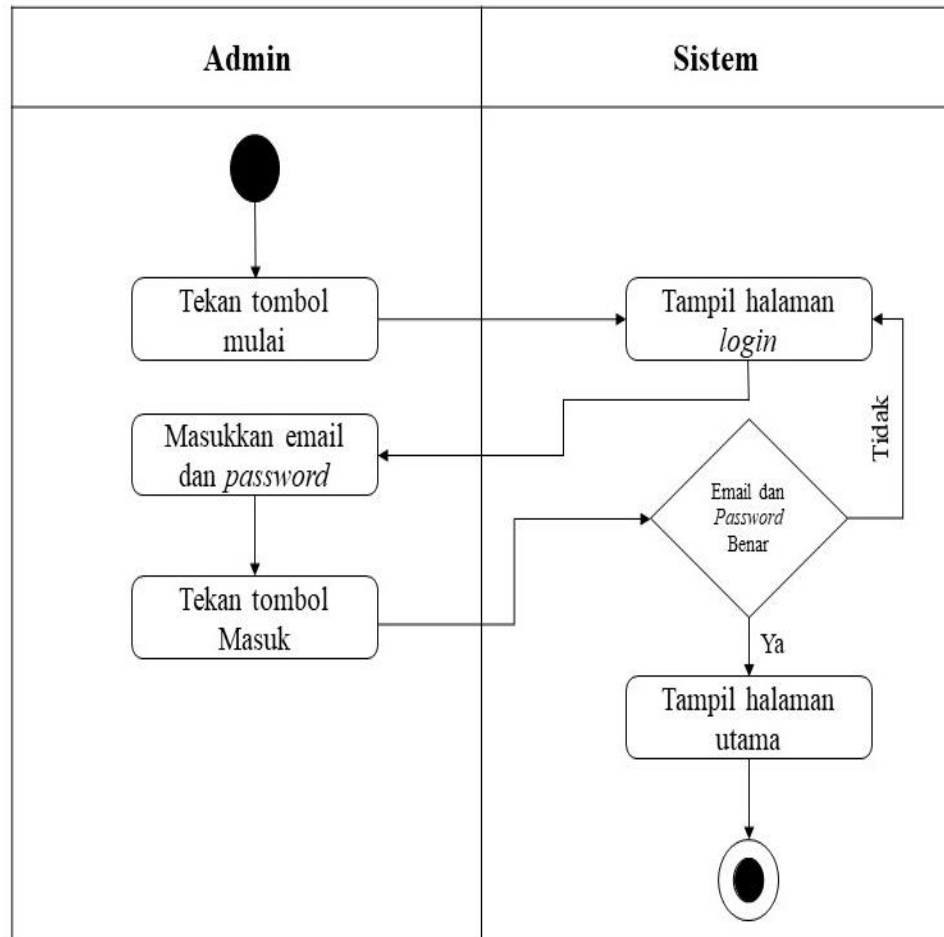 Admin
Sistem
Tekan tombol
mulai
Tampil halaman
login
Masukkan email
dan password
Tidak
Email dan
Password
Benar
Tekan tombol
Masuk
Ya
Tampil halaman
utama